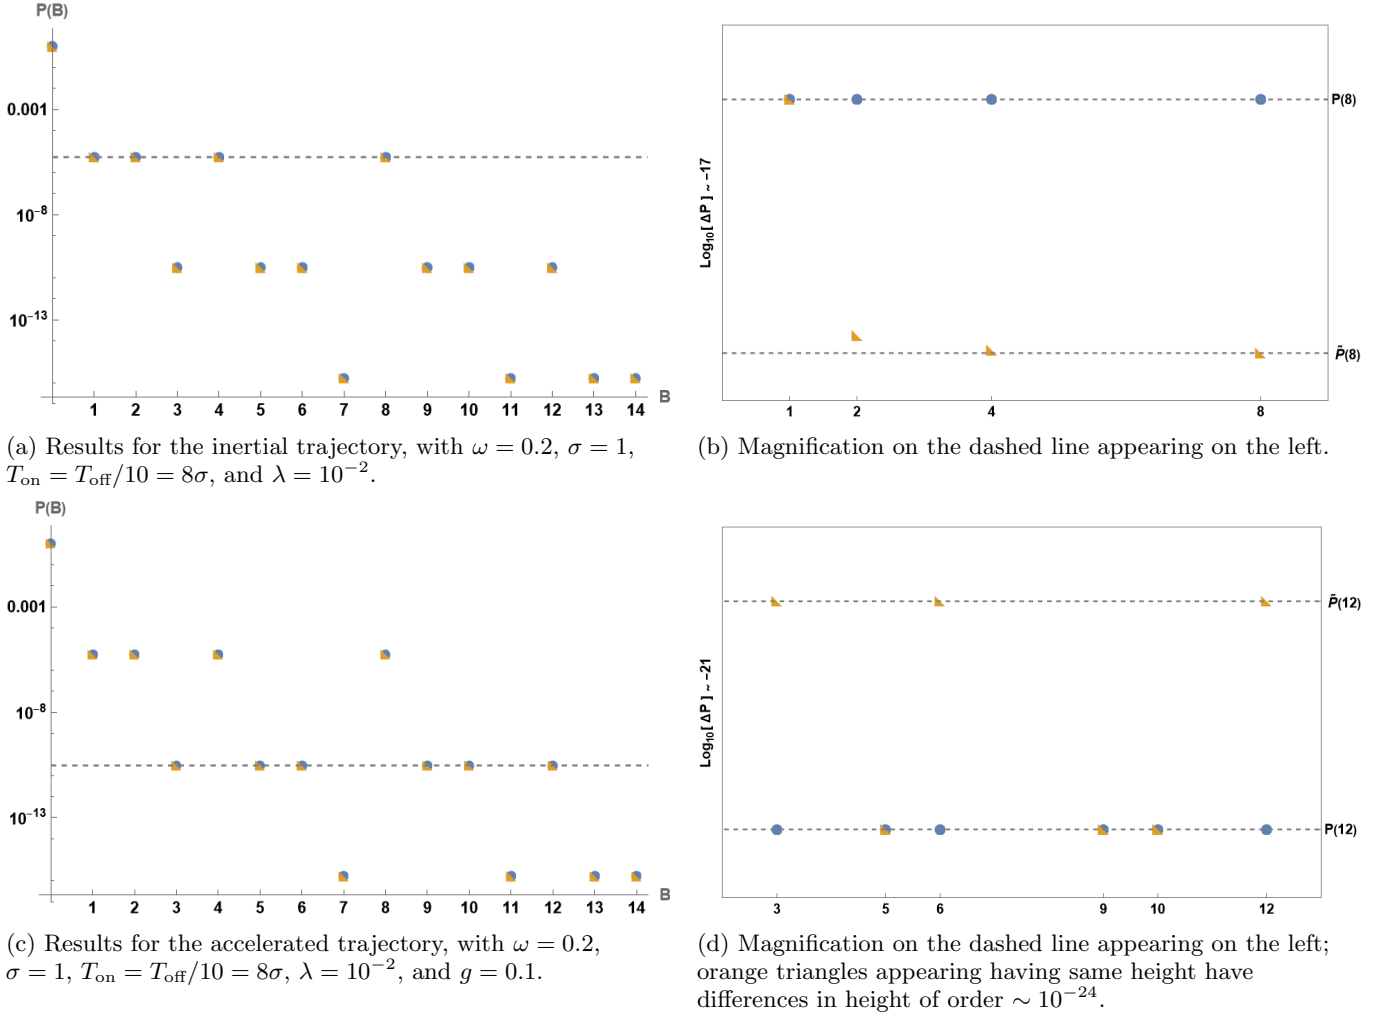 P(B)
0.001
10⁻⁸
10⁻¹³
1 2 3 4 5 6 7 8 9 10 11 12 13 14
B
(a) Results for the inertial trajectory, with ω = 0.2, σ = 1,
T_on = T_off/10 = 8σ, and λ = 10⁻².
Log₁₀[ ΔP ] ~ -17
P(8)
P̃(8)
1 2 4 8
(b) Magnification on the dashed line appearing on the left.
P(B)
0.001
10⁻⁸
10⁻¹³
1 2 3 4 5 6 7 8 9 10 11 12 13 14
B
(c) Results for the accelerated trajectory, with ω = 0.2,
σ = 1, T_on = T_off/10 = 8σ, λ = 10⁻², and g = 0.1.
Log₁₀[ ΔP ] ~ -21
P̃(12)
P(12)
3 5 6 9 10 12
(d) Magnification on the dashed line appearing on the left;
orange triangles appearing having same height have
differences in height of order ∼ 10⁻²⁴.